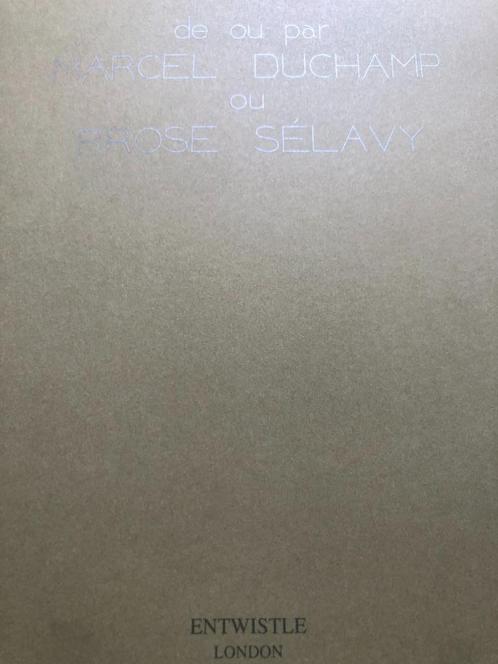 de ou par
MARCEL DUCHAMP
ou
RROSE SÉLAVY
ENTWISTLE
LONDON